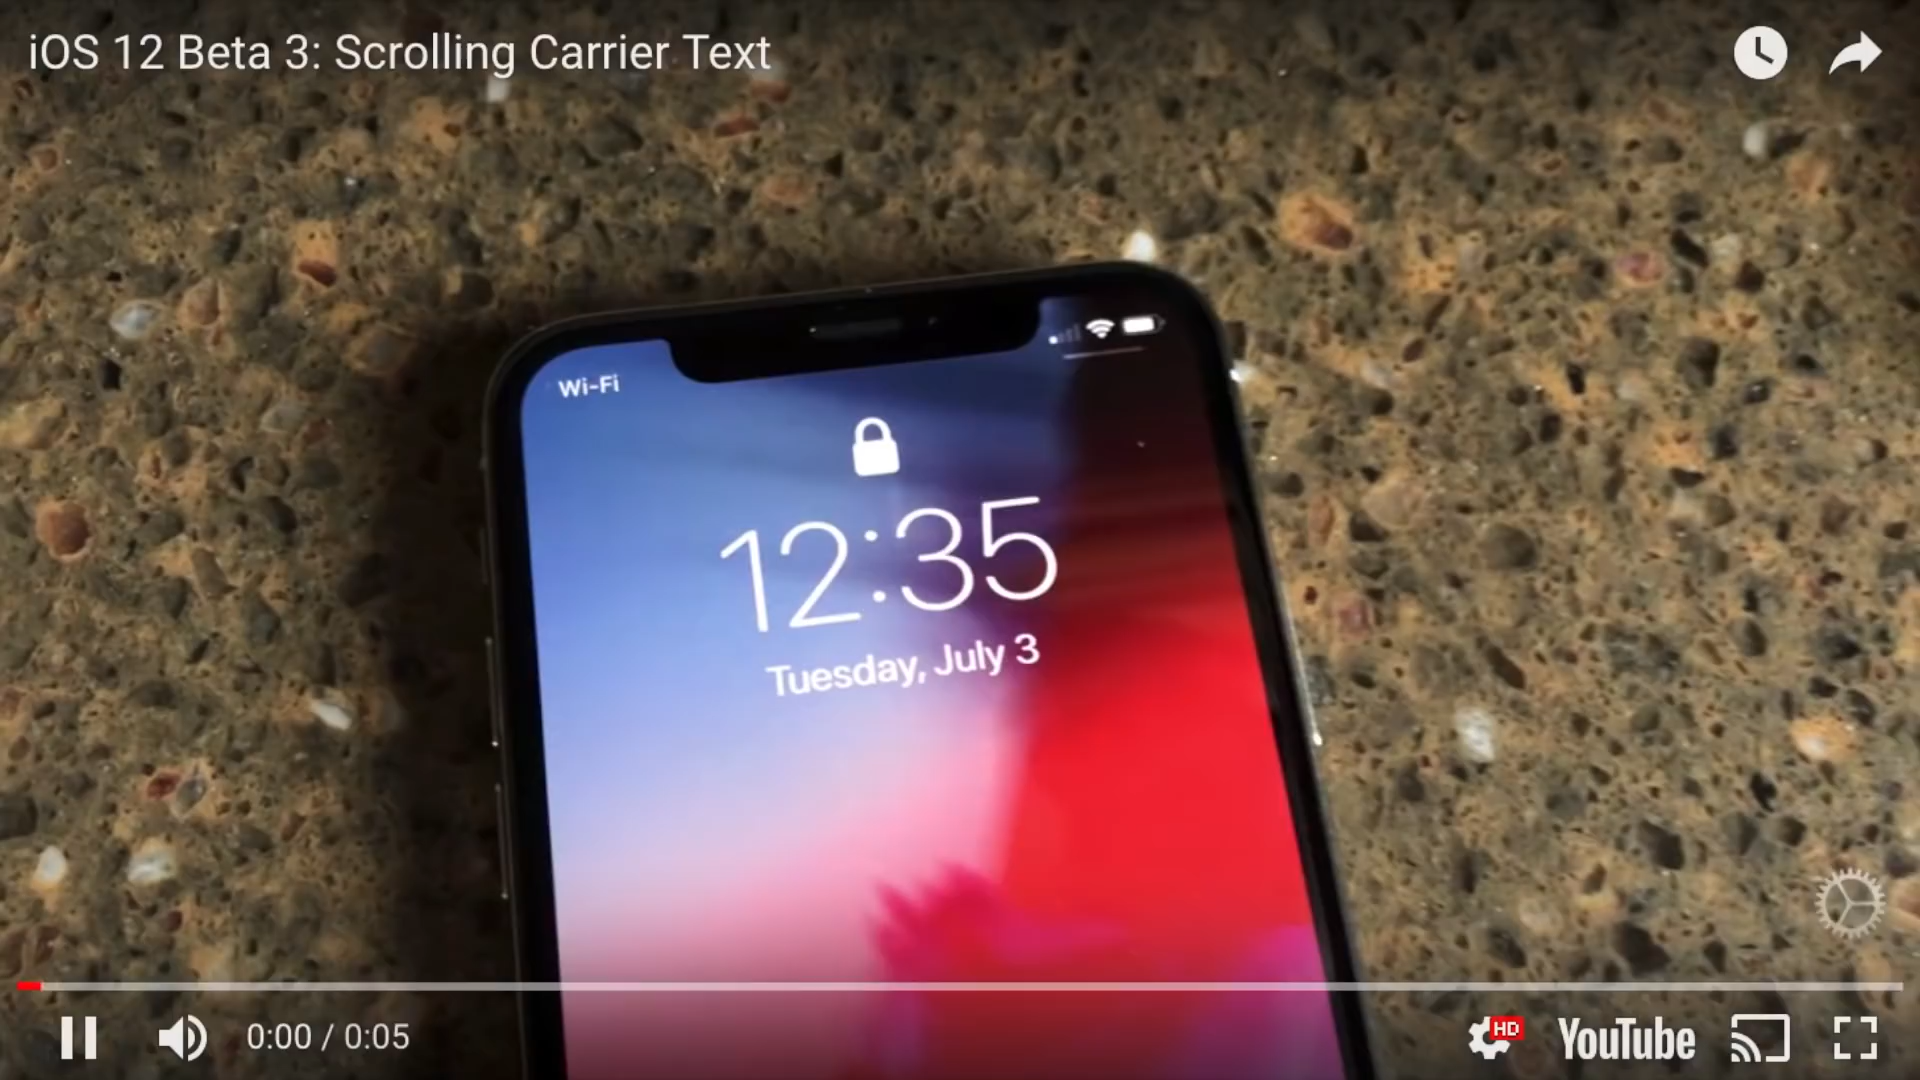 iOS 12 Beta 3: Scrolling Carrier Text
Wi-Fi
12:35
Tuesday, July 3
0:00 / 0:05
HD
YouTube